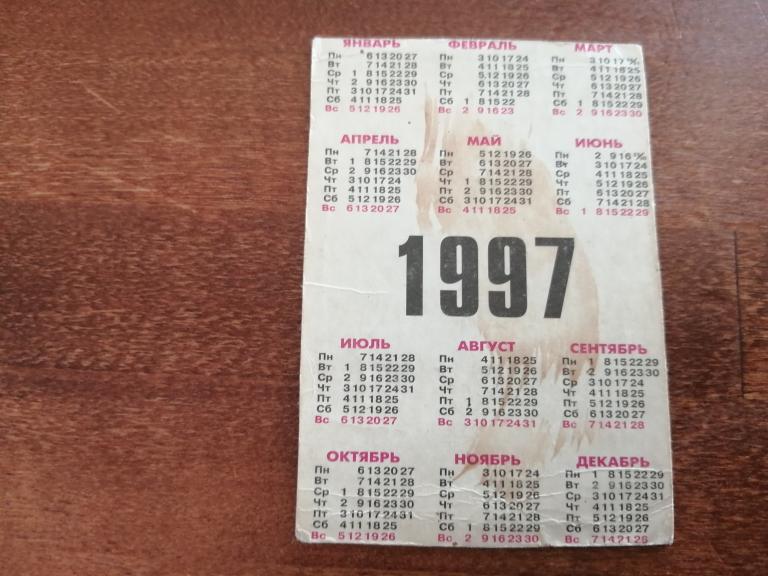 ЯНВАРЬ ФЕВРАЛЬ МАРТ
Пн 6 13 20 27 Пн 3 10 17 24 Пн 3 10 17 24/31
Вт 7 14 21 28 Вт 4 11 18 25 Вт 4 11 18 25
Ср 1 8 15 22 29 Ср 5 12 19 26 Ср 5 12 19 26
Чт 2 9 16 23 30 Чт 6 13 20 27 Чт 6 13 20 27
Пт 3 10 17 24 31 Пт 7 14 21 28 Пт 7 14 21 28
Сб 4 11 18 25 Сб 1 8 15 22 Сб 1 8 15 22 29
Вс 5 12 19 26 Вс 2 9 16 23 Вс 2 9 16 23 30
АПРЕЛЬ МАЙ ИЮНЬ
Пн 7 14 21 28 Пн 5 12 19 26 Пн 2 9 16 23/30
Вт 1 8 15 22 29 Вт 6 13 20 27 Вт 3 10 17 24
Ср 2 9 16 23 30 Ср 7 14 21 28 Ср 4 11 18 25
Чт 3 10 17 24 Чт 1 8 15 22 29 Чт 5 12 19 26
Пт 4 11 18 25 Пт 2 9 16 23 30 Пт 6 13 20 27
Сб 5 12 19 26 Сб 3 10 17 24 31 Сб 7 14 21 28
Вс 6 13 20 27 Вс 4 11 18 25 Вс 1 8 15 22 29
1997
ИЮЛЬ АВГУСТ СЕНТЯБРЬ
Пн 7 14 21 28 Пн 4 11 18 25 Пн 1 8 15 22 29
Вт 1 8 15 22 29 Вт 5 12 19 26 Вт 2 9 16 23 30
Ср 2 9 16 23 30 Ср 6 13 20 27 Ср 3 10 17 24
Чт 3 10 17 24 31 Чт 7 14 21 28 Чт 4 11 18 25
Пт 4 11 18 25 Пт 1 8 15 22 29 Пт 5 12 19 26
Сб 5 12 19 26 Сб 2 9 16 23 30 Сб 6 13 20 27
Вс 6 13 20 27 Вс 3 10 17 24 31 Вс 7 14 21 28
ОКТЯБРЬ НОЯБРЬ ДЕКАБРЬ
Пн 6 13 20 27 Пн 3 10 17 24 Пн 1 8 15 22 29
Вт 7 14 21 28 Вт 4 11 18 25 Вт 2 9 16 23 30
Ср 1 8 15 22 29 Ср 5 12 19 26 Ср 3 10 17 24 31
Чт 2 9 16 23 30 Чт 6 13 20 27 Чт 4 11 18 25
Пт 3 10 17 24 31 Пт 7 14 21 28 Пт 5 12 19 26
Сб 4 11 18 25 Сб 1 8 15 22 29 Сб 6 13 20 27
Вс 5 12 19 26 Вс 2 9 16 23 30 Вс 7 14 21 28